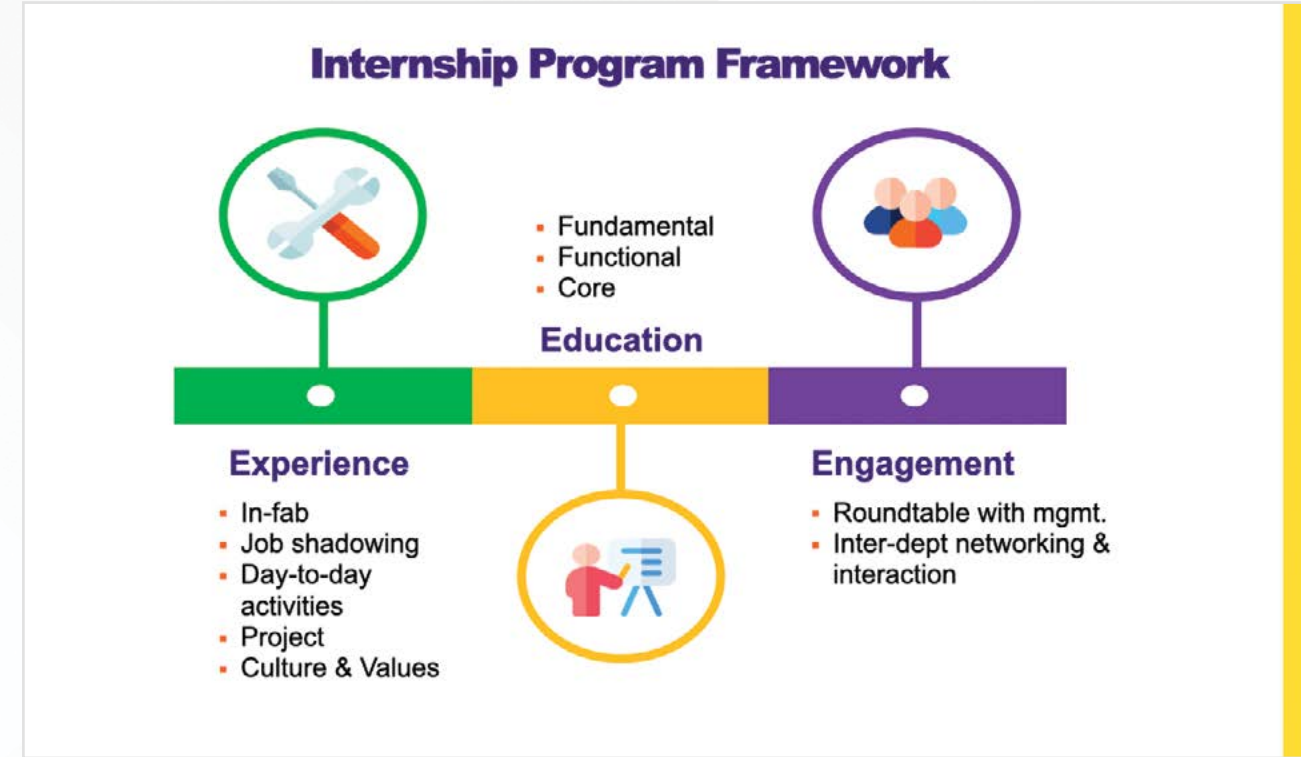 Internship Program Framework
▪ Fundamental
▪ Functional
▪ Core
Education
Experience
▪ In-fab
▪ Job shadowing
▪ Day-to-day
activities
▪ Project
▪ Culture & Values
Engagement
▪ Roundtable with mgmt.
▪ Inter-dept networking &
interaction